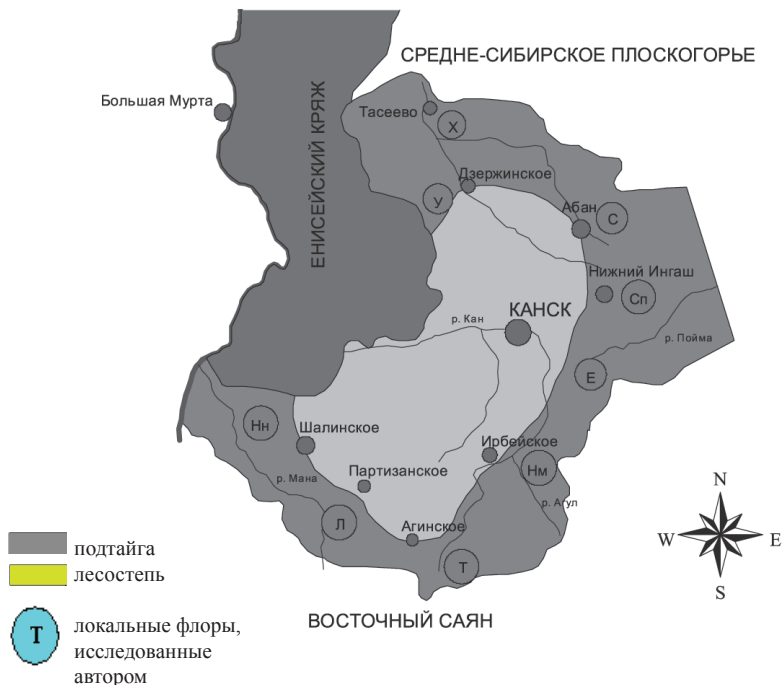 СРЕДНЕ-СИБИРСКОЕ ПЛОСКОГОРЬЕ
Большая Мурта
Тасеево
Х
ЕНИСЕЙСКИЙ КРЯЖ
Дзержинское
У
Абан
С
Нижний Ингаш
Сп
КАНСК
р. Кан
р. Пойма
Е
Нн
Шалинское
Ирбейское
Нм
Партизанское
р. Мана
р. Агул
Л
Агинское
Т
N
W
E
S
ВОСТОЧНЫЙ САЯН
подтайга
лесостепь
Т
локальные флоры,
исследованные
автором